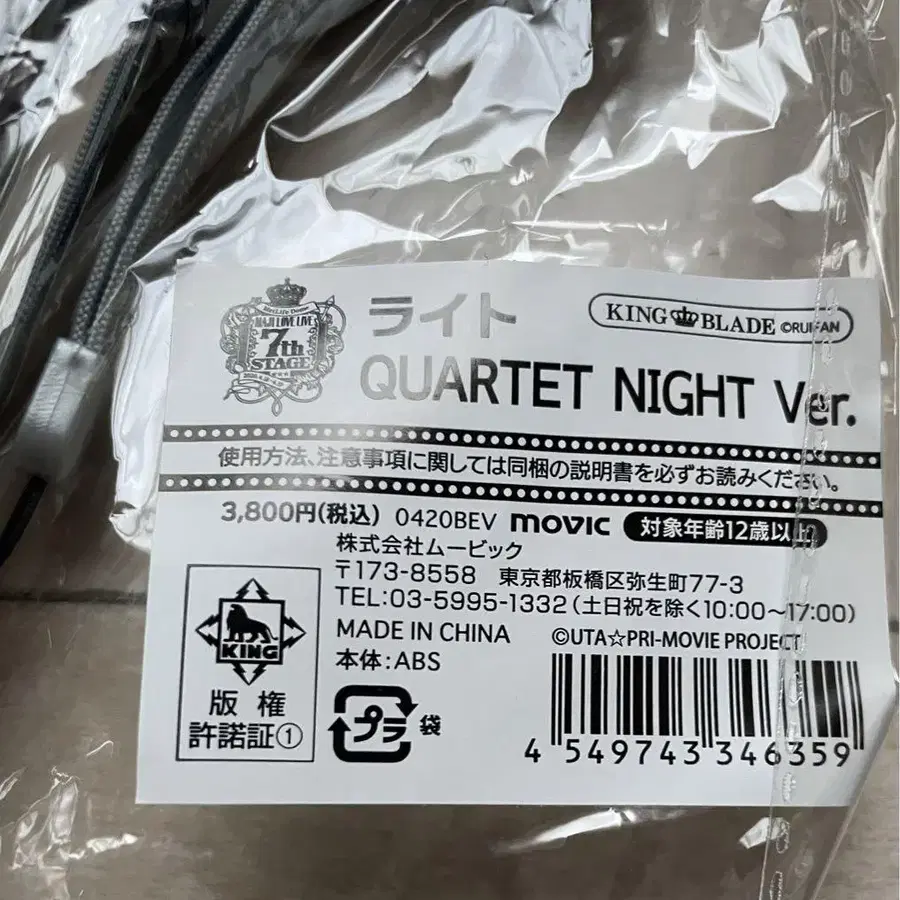 MetLife Dome
MAJI LOVE LIVE
7th
STAGE
ライト
KING BLADE ©RUIFAN
QUARTET NIGHT Ver.
使用方法、注意事項に関しては同梱の説明書を必ずお読みください。
3,800円(税込) 0420BEV movic 対象年齢12歳以上
株式会社ムービック
〒173-8558 東京都板橋区弥生町77-3
TEL:03-5995-1332(土日祝を除く10:00〜17:00)
MADE IN CHINA ©UTA☆PRI-MOVIE PROJECT
本体:ABS
KING
版権
許諾証①
プラ 袋
4 549743 346359